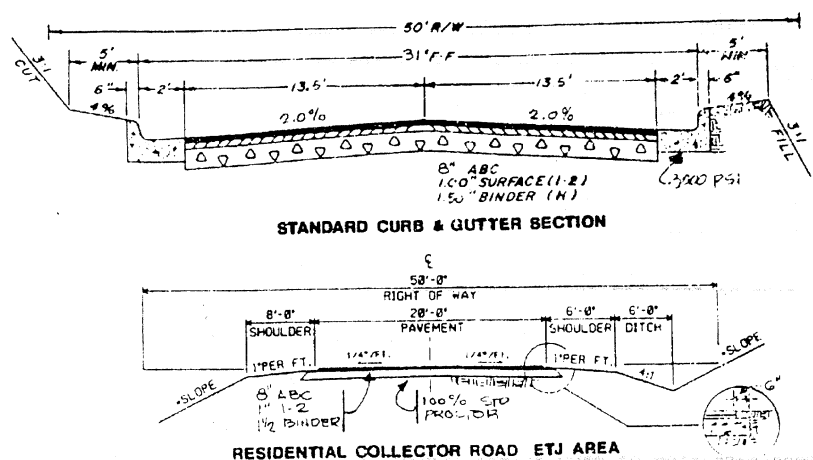 50' R/W
5' MIN.
31' F-F
5' MIN.
3:1 CUT
6" 2' 13.5' 13.5' 2' 6"
4% 2.0% 2.0% 4%
3:1 FILL
8" ABC
1.00" SURFACE (I-2)
1.50" BINDER (H)
3000 PSI
STANDARD CURB & GUTTER SECTION
℄
50'-0"
RIGHT OF WAY
8'-0" 20'-0" 6'-0" 6'-0"
SHOULDER PAVEMENT SHOULDER DITCH
1"PER FT. 1/4"/FT. 1/4"/FT. 1"PER FT.
•SLOPE 4:1 •SLOPE
8" ABC
1" I-2
1½ BINDER
100% STD
PROCTOR
6"
RESIDENTIAL COLLECTOR ROAD ETJ AREA